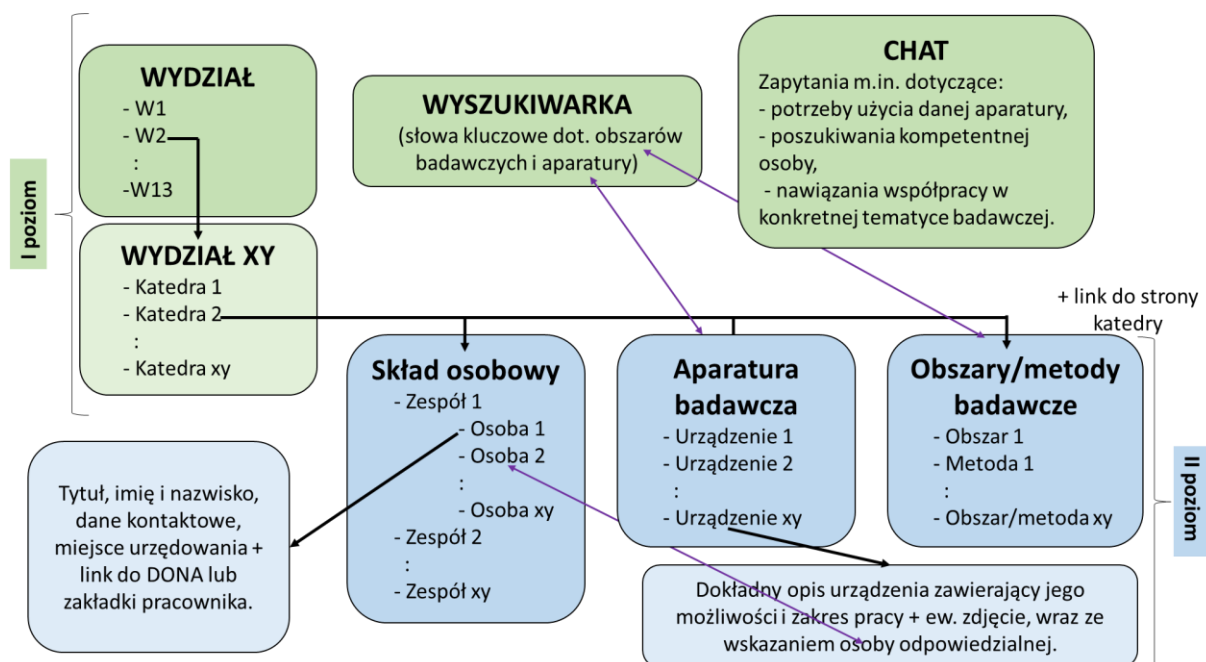 I poziom
WYDZIAŁ
- W1
- W2
:
-W13
WYDZIAŁ XY
- Katedra 1
- Katedra 2
:
- Katedra xy
WYSZUKIWARKA
(słowa kluczowe dot. obszarów
badawczych i aparatury)
CHAT
Zapytania m.in. dotyczące:
- potrzeby użycia danej aparatury,
- poszukiwania kompetentnej
osoby,
- nawiązania współpracy w
konkretnej tematyce badawczej.
+ link do strony
katedry
Skład osobowy
- Zespół 1
- Osoba 1
- Osoba 2
:
- Osoba xy
- Zespół 2
:
- Zespół xy
Aparatura
badawcza
- Urządzenie 1
- Urządzenie 2
:
- Urządzenie xy
Obszary/metody
badawcze
- Obszar 1
- Metoda 1
:
- Obszar/metoda xy
II poziom
Tytuł, imię i nazwisko,
dane kontaktowe,
miejsce urzędowania +
link do DONA lub
zakładki pracownika.
Dokładny opis urządzenia zawierający jego
możliwości i zakres pracy + ew. zdjęcie, wraz ze
wskazaniem osoby odpowiedzialnej.